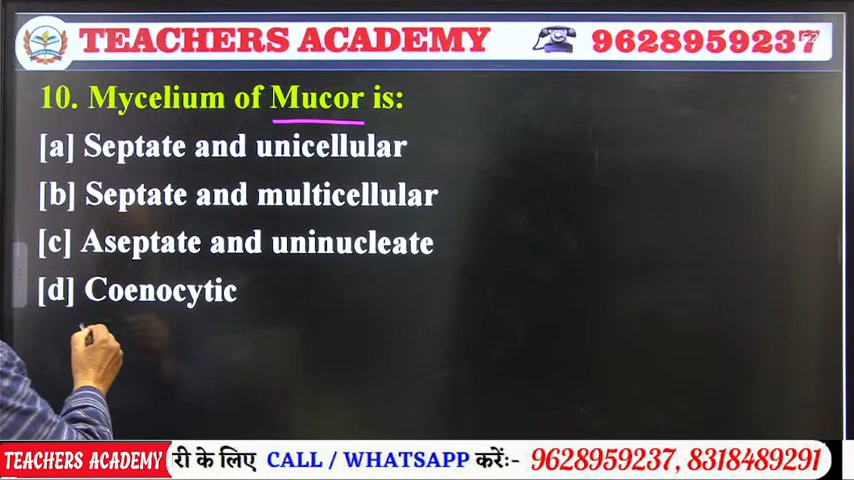 TEACHERS ACADEMY 9628959237
10. Mycelium of Mucor is:
[a] Septate and unicellular
[b] Septate and multicellular
[c] Aseptate and uninucleate
[d] Coenocytic
TEACHERS ACADEMY री के लिए CALL / WHATSAPP करेंः- 9628959237, 8318489291